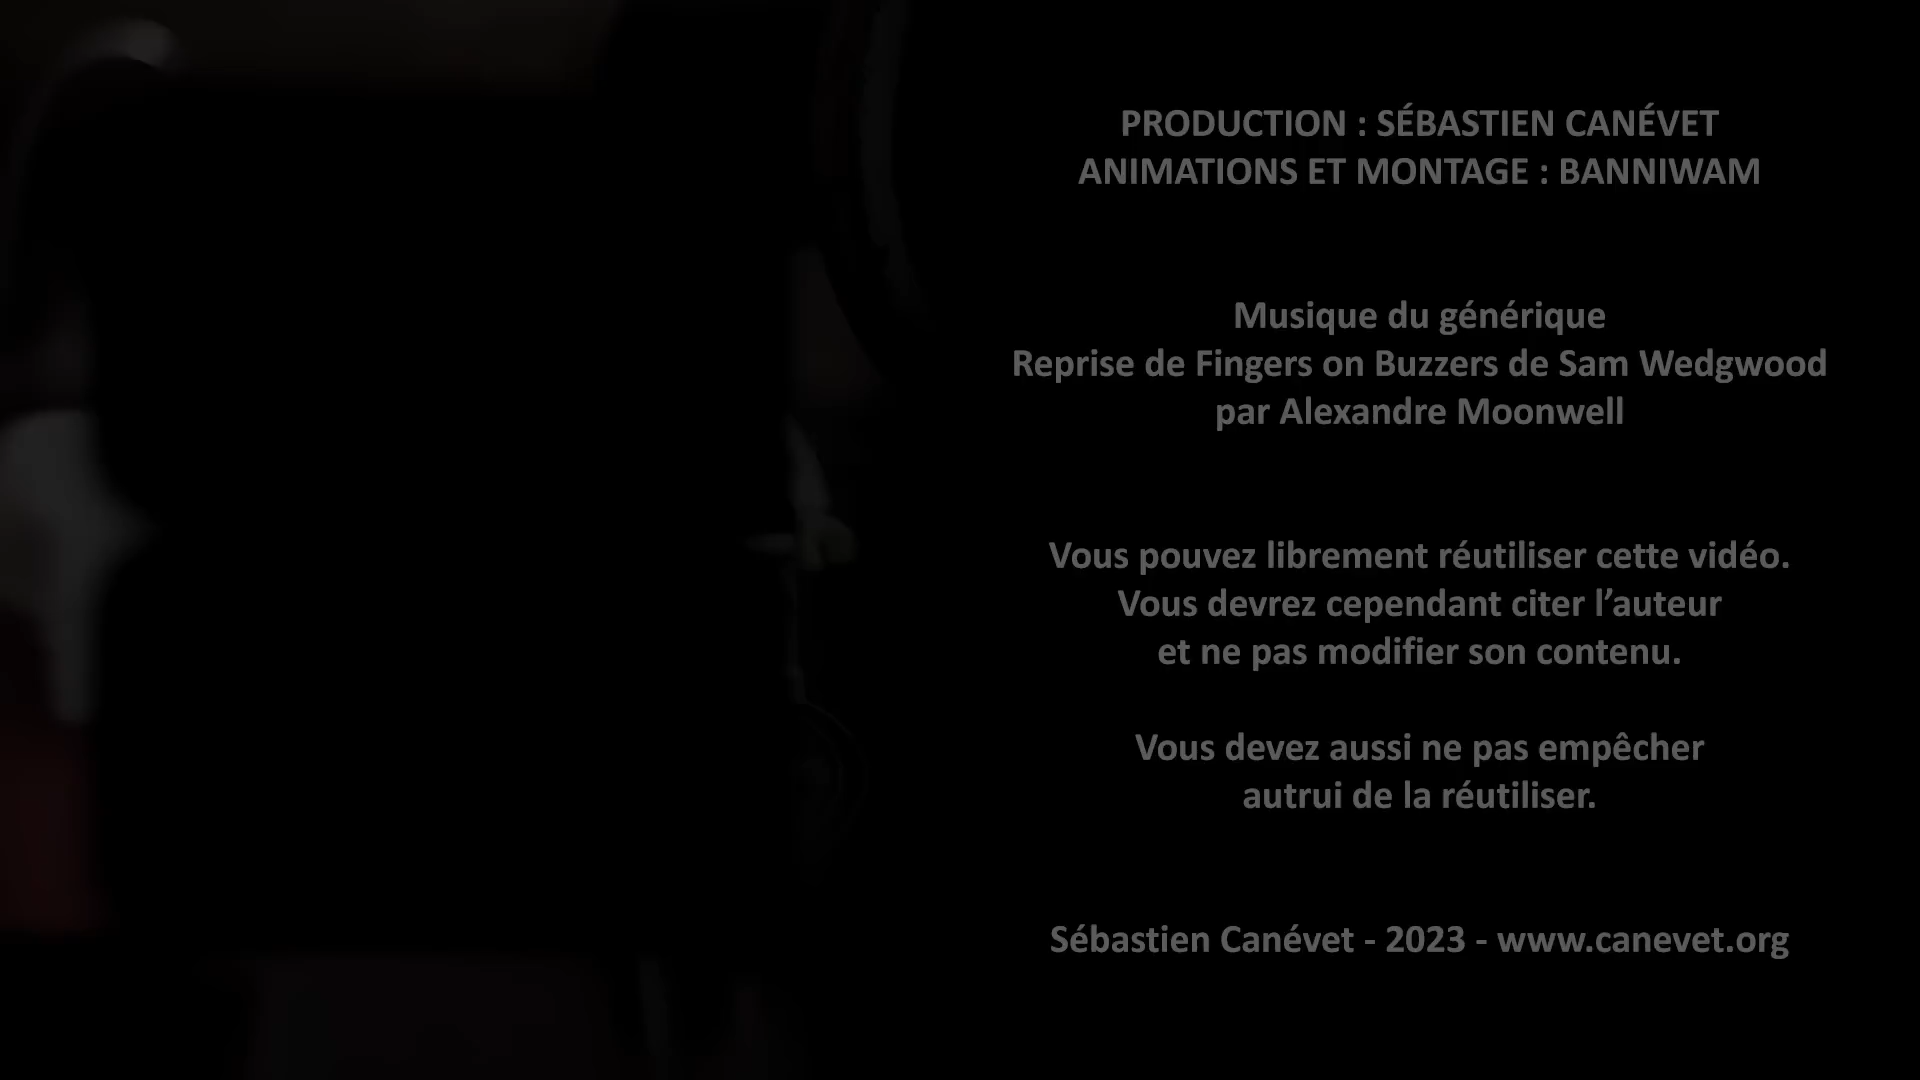 PRODUCTION : SÉBASTIEN CANÉVET
ANIMATIONS ET MONTAGE : BANNIWAM
Musique du générique
Reprise de Fingers on Buzzers de Sam Wedgwood
par Alexandre Moonwell
Vous pouvez librement réutiliser cette vidéo.
Vous devrez cependant citer l’auteur
et ne pas modifier son contenu.
Vous devez aussi ne pas empêcher
autrui de la réutiliser.
Sébastien Canévet - 2023 - www.canevet.org